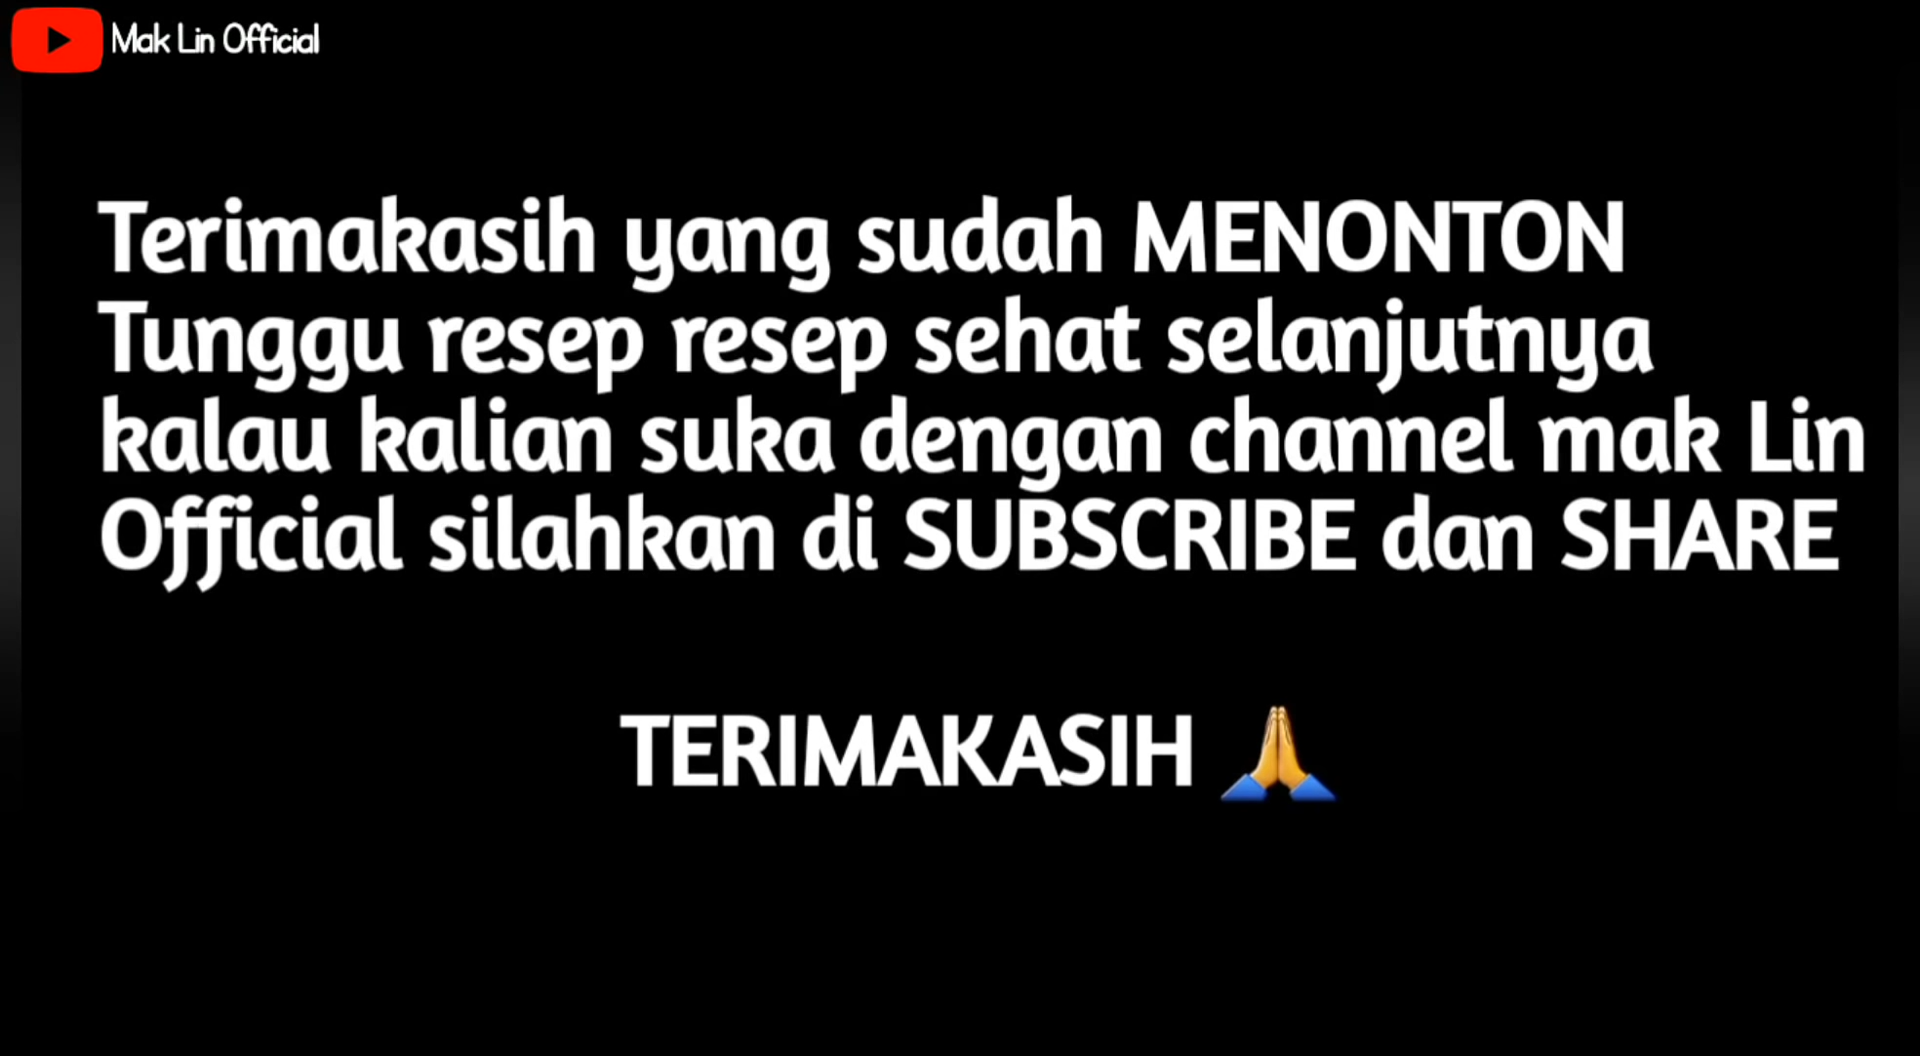 Mak Lin Official
Terimakasih yang sudah MENONTON
Tunggu resep resep sehat selanjutnya
kalau kalian suka dengan channel mak Lin
Official silahkan di SUBSCRIBE dan SHARE
TERIMAKASIH 🙏